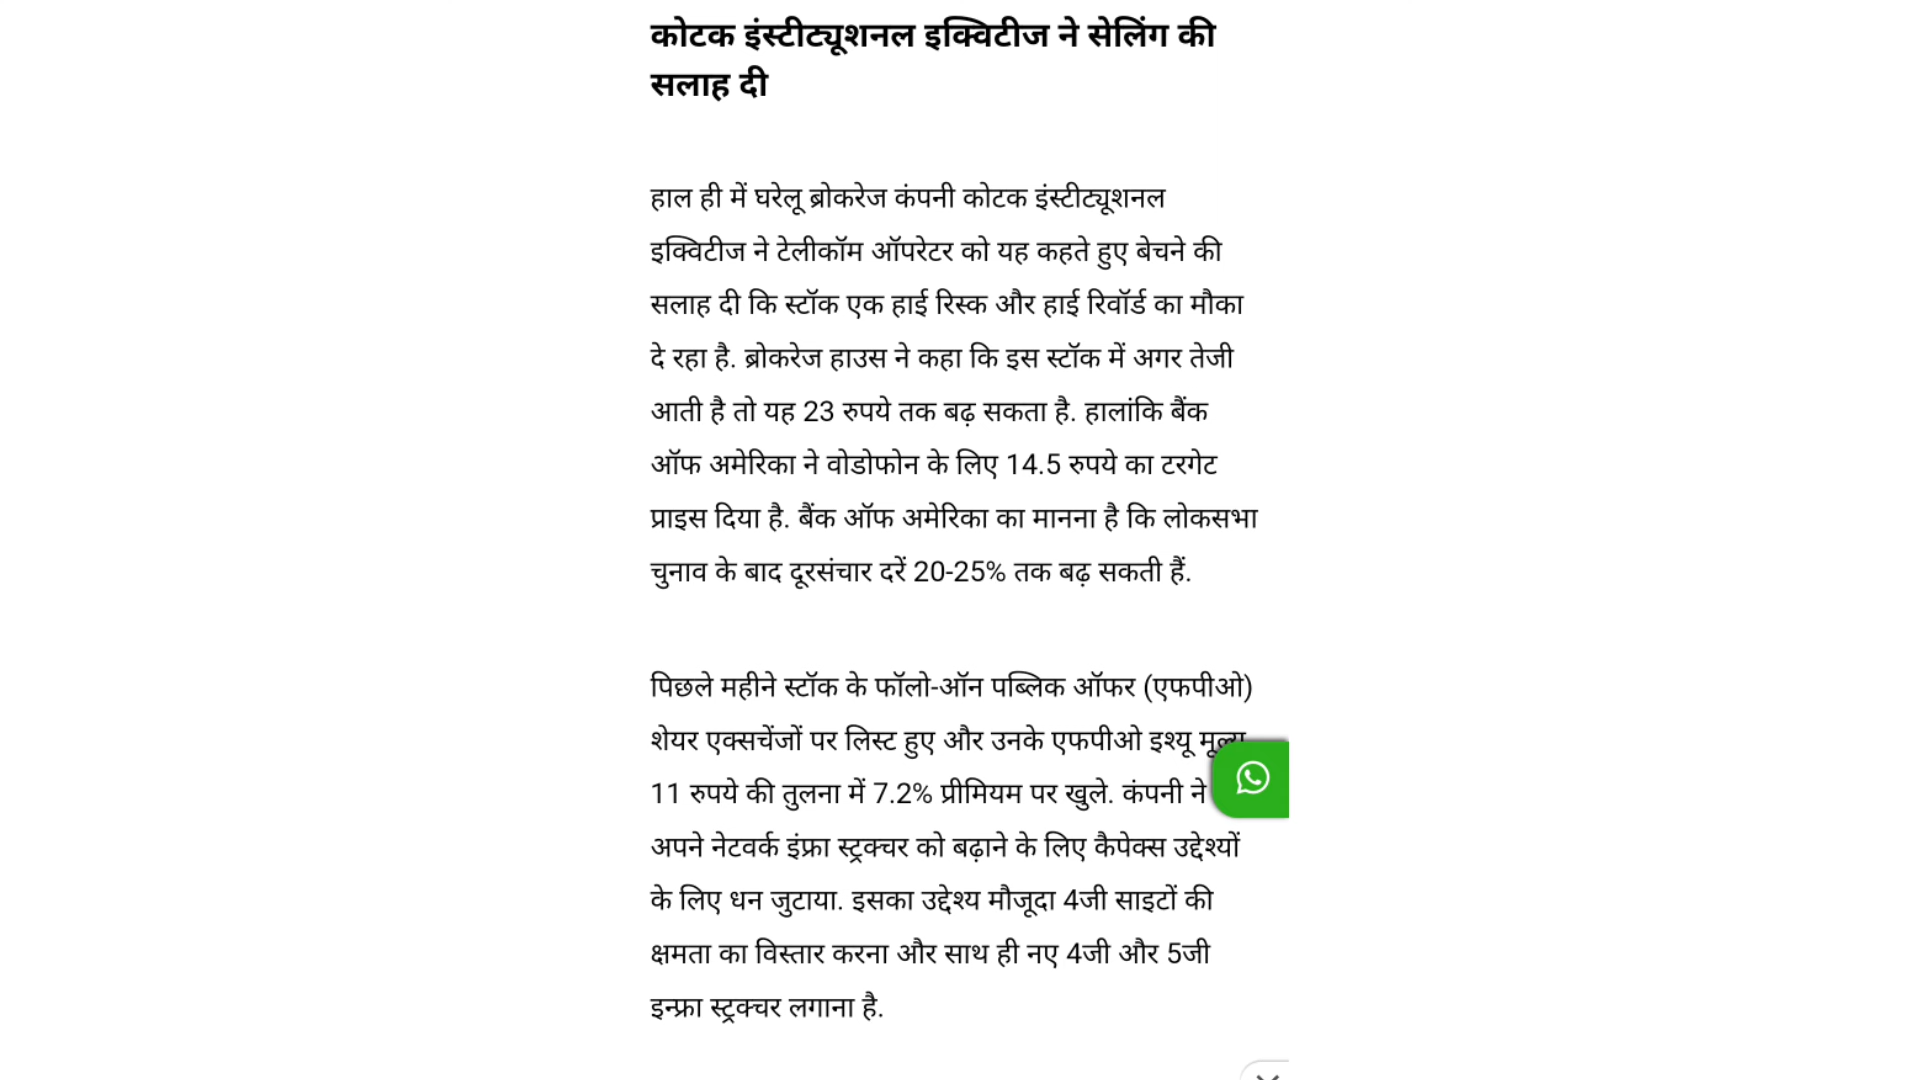 कोटक इंस्टीट्यूशनल इक्विटीज ने सेलिंग की
सलाह दी
हाल ही में घरेलू ब्रोकरेज कंपनी कोटक इंस्टीट्यूशनल
इक्विटीज ने टेलीकॉम ऑपरेटर को यह कहते हुए बेचने की
सलाह दी कि स्टॉक एक हाई रिस्क और हाई रिवॉर्ड का मौका
दे रहा है. ब्रोकरेज हाउस ने कहा कि इस स्टॉक में अगर तेजी
आती है तो यह 23 रुपये तक बढ़ सकता है. हालांकि बैंक
ऑफ अमेरिका ने वोडोफोन के लिए 14.5 रुपये का टरगेट
प्राइस दिया है. बैंक ऑफ अमेरिका का मानना है कि लोकसभा
चुनाव के बाद दूरसंचार दरें 20-25% तक बढ़ सकती हैं.
पिछले महीने स्टॉक के फॉलो-ऑन पब्लिक ऑफर (एफपीओ)
शेयर एक्सचेंजों पर लिस्ट हुए और उनके एफपीओ इश्यू मूल्य
11 रुपये की तुलना में 7.2% प्रीमियम पर खुले. कंपनी ने
अपने नेटवर्क इंफ्रा स्ट्रक्चर को बढ़ाने के लिए कैपेक्स उद्देश्यों
के लिए धन जुटाया. इसका उद्देश्य मौजूदा 4जी साइटों की
क्षमता का विस्तार करना और साथ ही नए 4जी और 5जी
इन्फ्रा स्ट्रक्चर लगाना है.